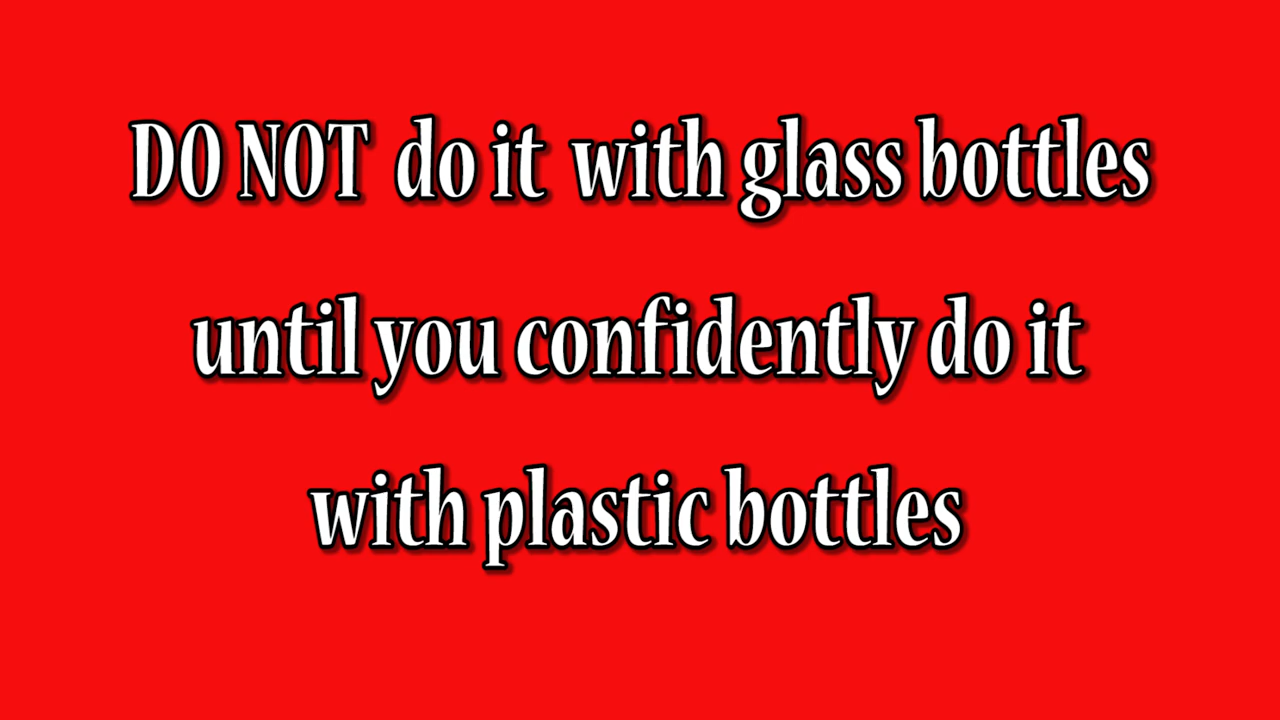 DO NOT do it with glass bottles
until you confidently do it
with plastic bottles